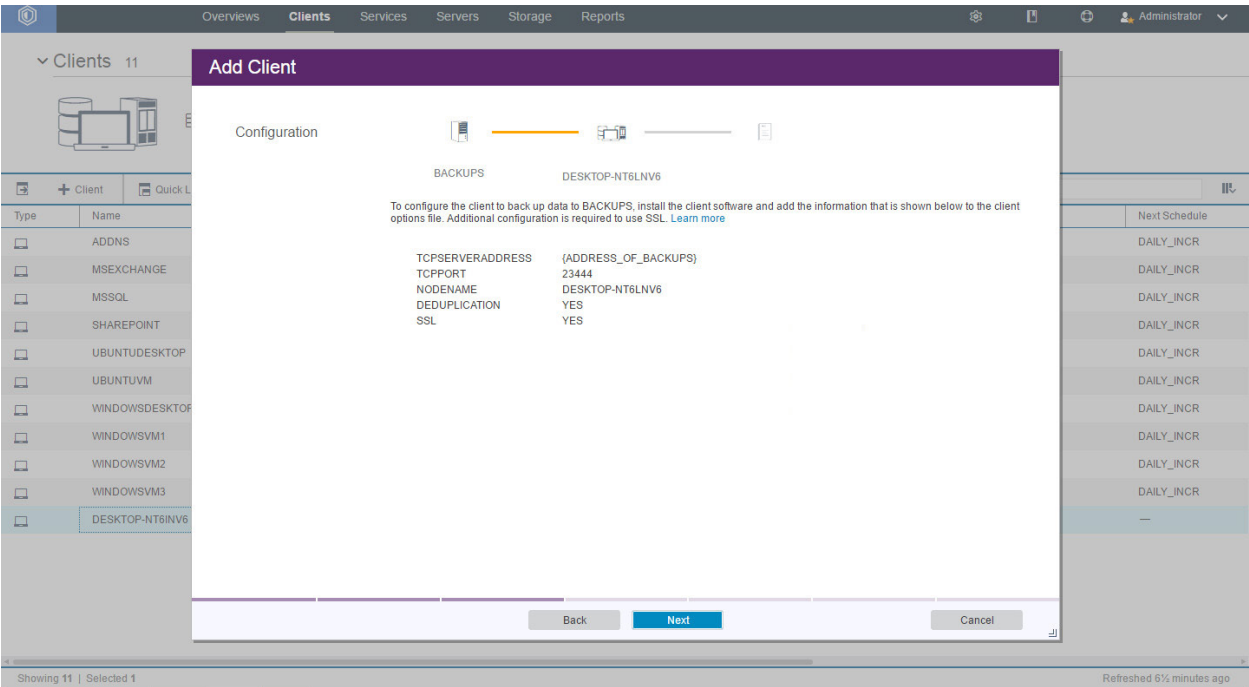 Overviews Clients Services Servers Storage Reports Administrator
Clients 11
Add Client
Configuration
BACKUPS DESKTOP-NT6LNV6
To configure the client to back up data to BACKUPS, install the client software and add the information that is shown below to the client
options file. Additional configuration is required to use SSL. Learn more
TCPSERVERADDRESS {ADDRESS_OF_BACKUPS}
TCPPORT 23444
NODENAME DESKTOP-NT6LNV6
DEDUPLICATION YES
SSL YES
Back Next Cancel
+ Client Quick L
Type Name Next Schedule
ADDNS DAILY_INCR
MSEXCHANGE DAILY_INCR
MSSQL DAILY_INCR
SHAREPOINT DAILY_INCR
UBUNTUDESKTOP DAILY_INCR
UBUNTUVM DAILY_INCR
WINDOWSDESKTOP DAILY_INCR
WINDOWSVM1 DAILY_INCR
WINDOWSVM2 DAILY_INCR
WINDOWSVM3 DAILY_INCR
DESKTOP-NT6INV6 —
Showing 11 | Selected 1 Refreshed 6½ minutes ago